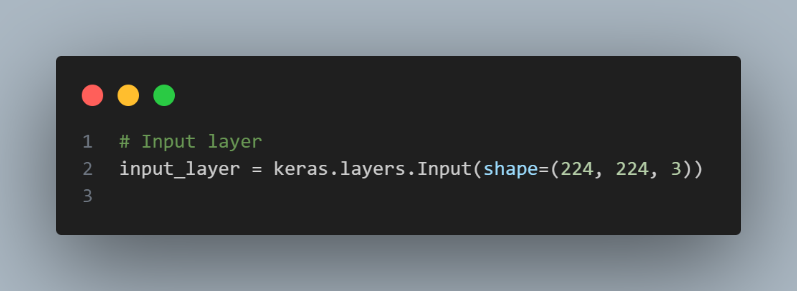 1 # Input layer
2 input_layer = keras.layers.Input(shape=(224, 224, 3))
3